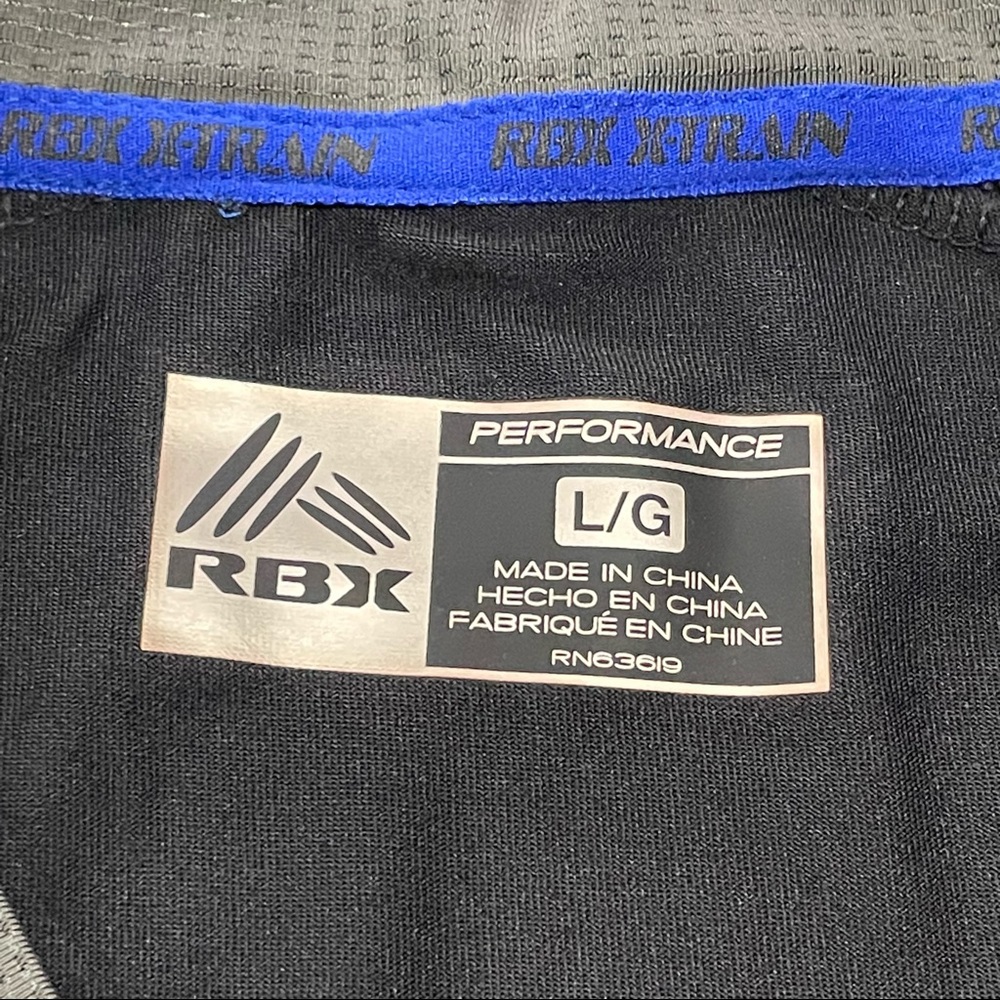 RBX X-TRAIN RBX X-TRAIN R
PERFORMANCE
L/G
RBX
MADE IN CHINA
HECHO EN CHINA
FABRIQUÉ EN CHINE
RN63619